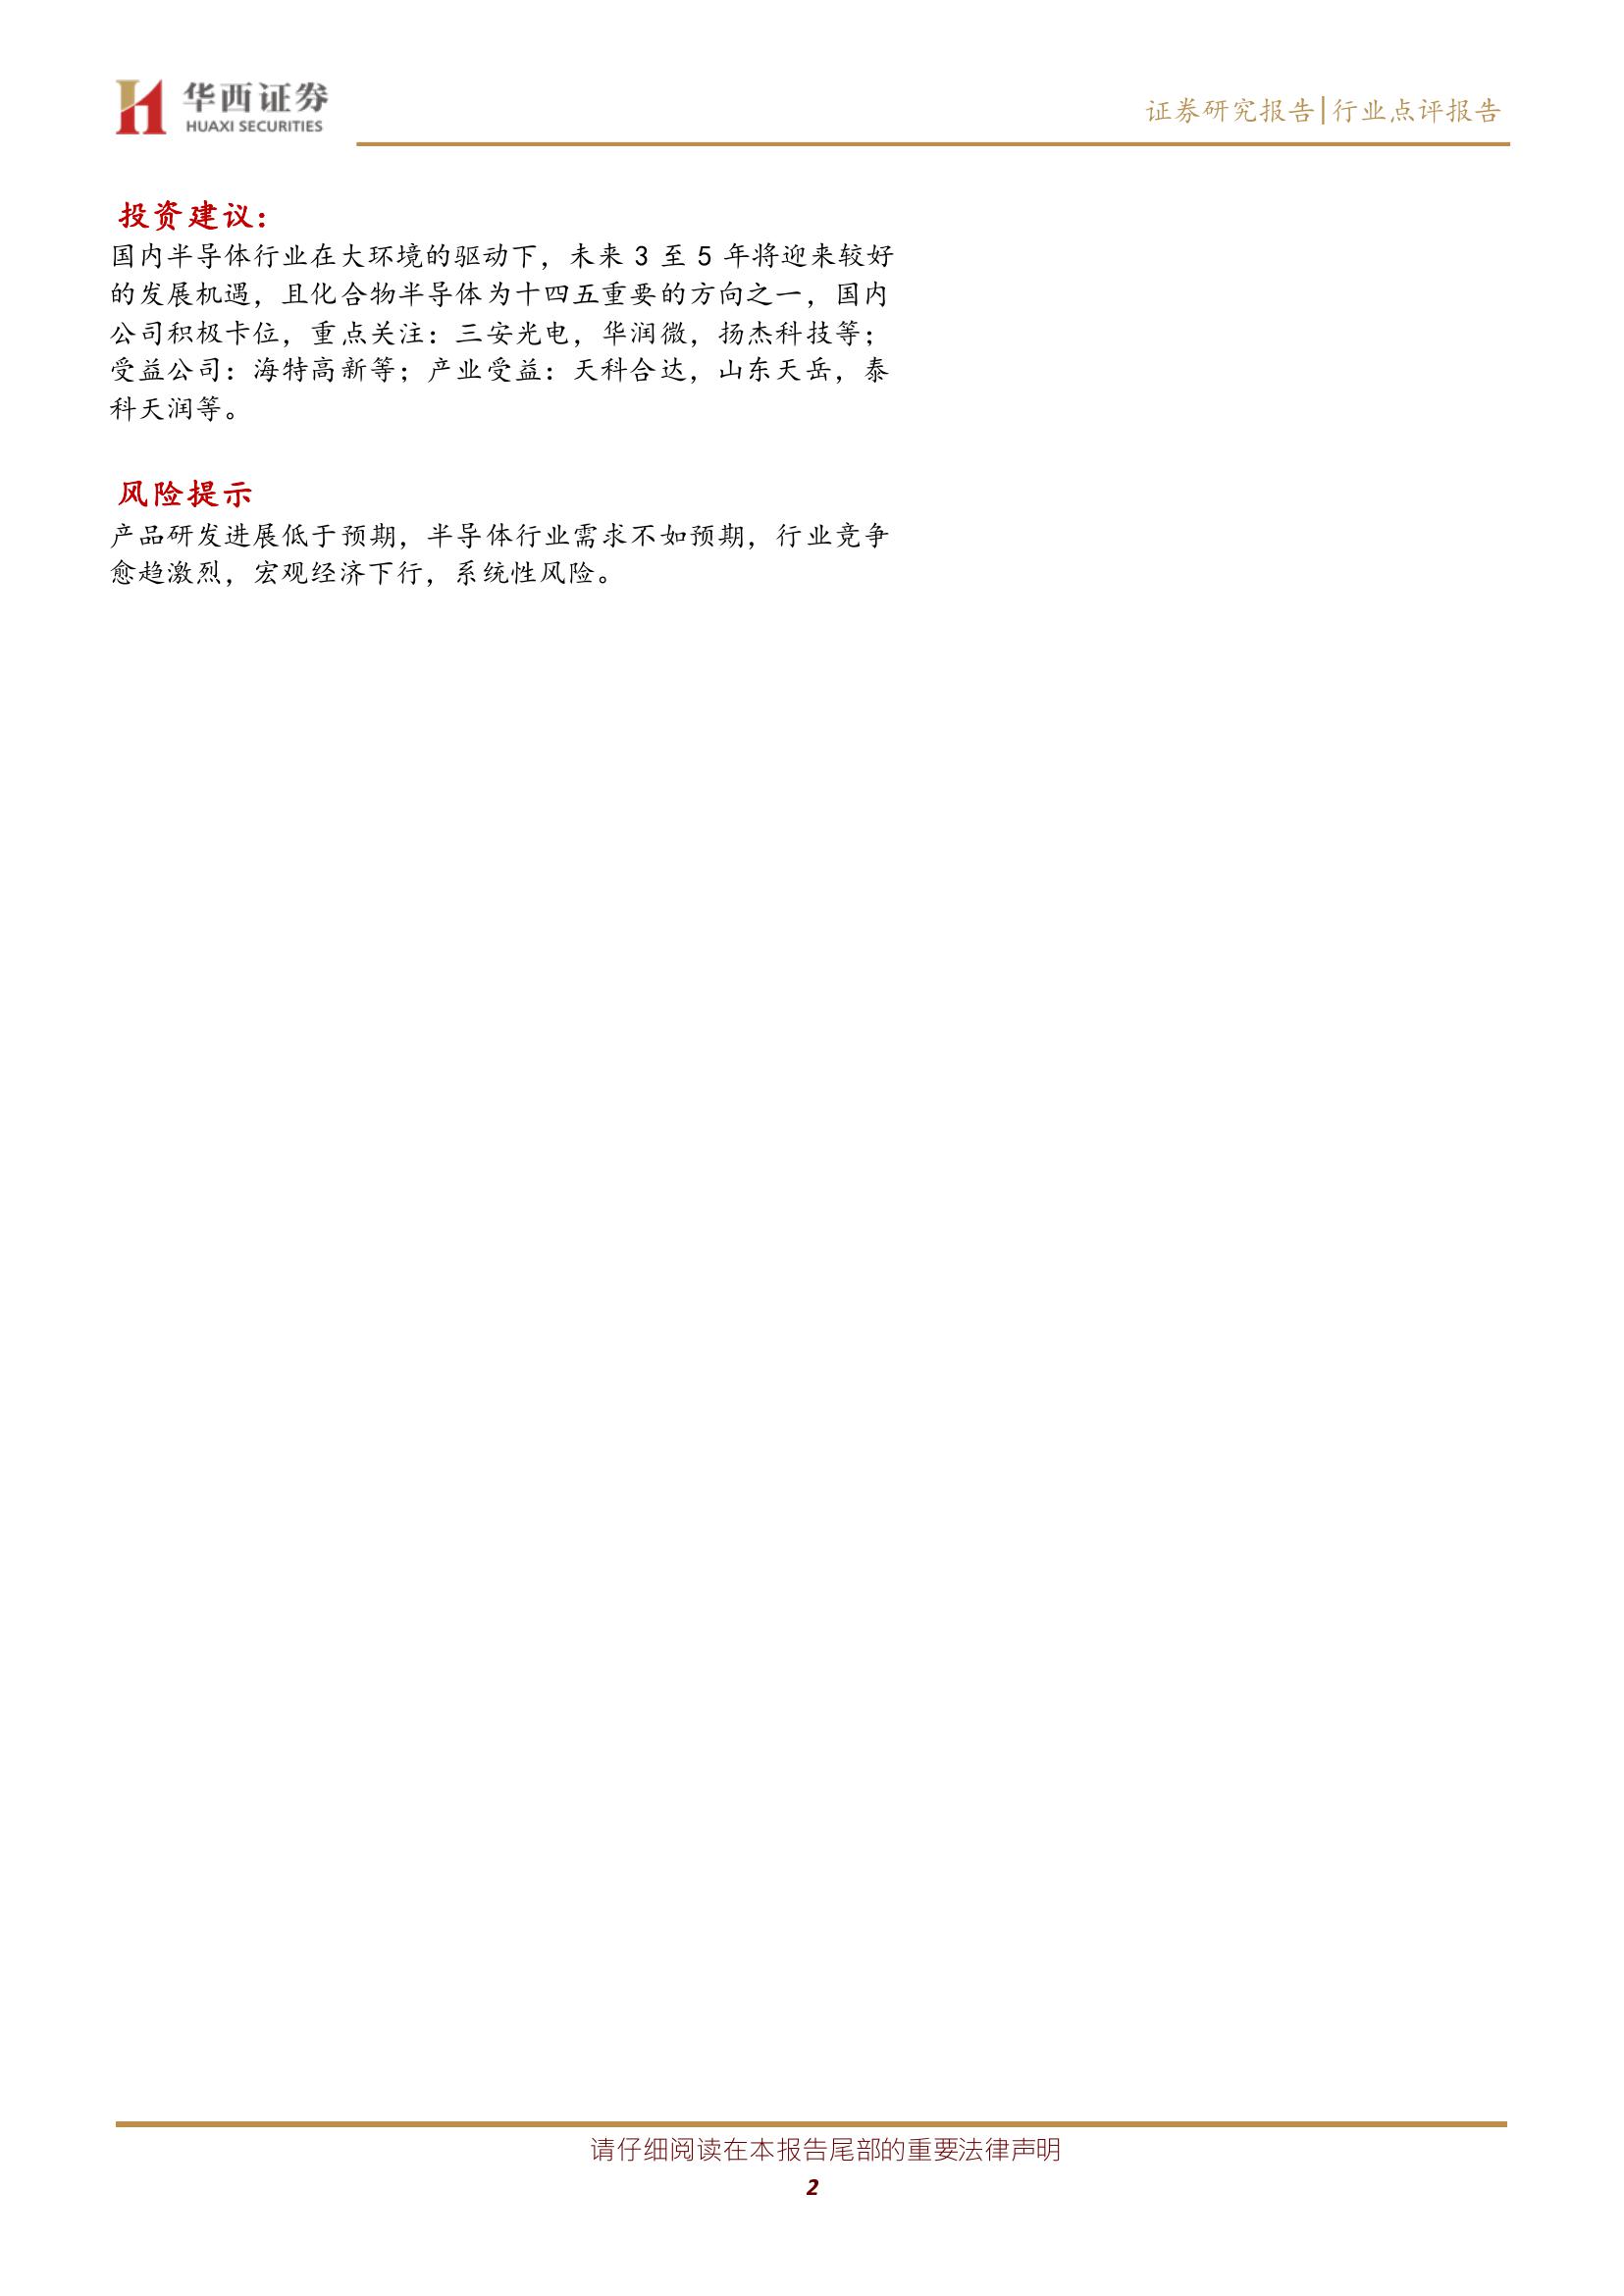 华西证券
HUAXI SECURITIES
证券研究报告|行业点评报告
投资建议：
国内半导体行业在大环境的驱动下，未来 3 至 5 年将迎来较好
的发展机遇，且化合物半导体为十四五重要的方向之一，国内
公司积极卡位，重点关注：三安光电，华润微，扬杰科技等；
受益公司：海特高新等；产业受益：天科合达，山东天岳，泰
科天润等。
风险提示
产品研发进展低于预期，半导体行业需求不如预期，行业竞争
愈趋激烈，宏观经济下行，系统性风险。
请仔细阅读在本报告尾部的重要法律声明
2